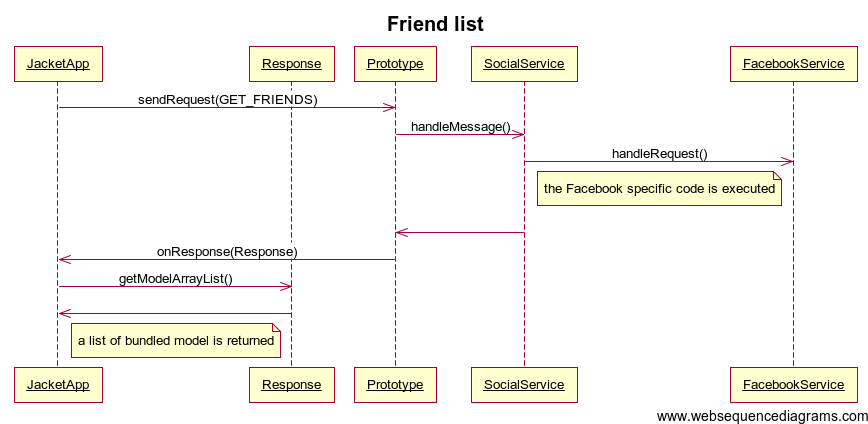 Friend list
JacketApp
Response
Prototype
SocialService
FacebookService
sendRequest(GET_FRIENDS)
handleMessage()
handleRequest()
the Facebook specific code is executed
onResponse(Response)
getModelArrayList()
a list of bundled model is returned
JacketApp
Response
Prototype
SocialService
FacebookService
www.websequencediagrams.com